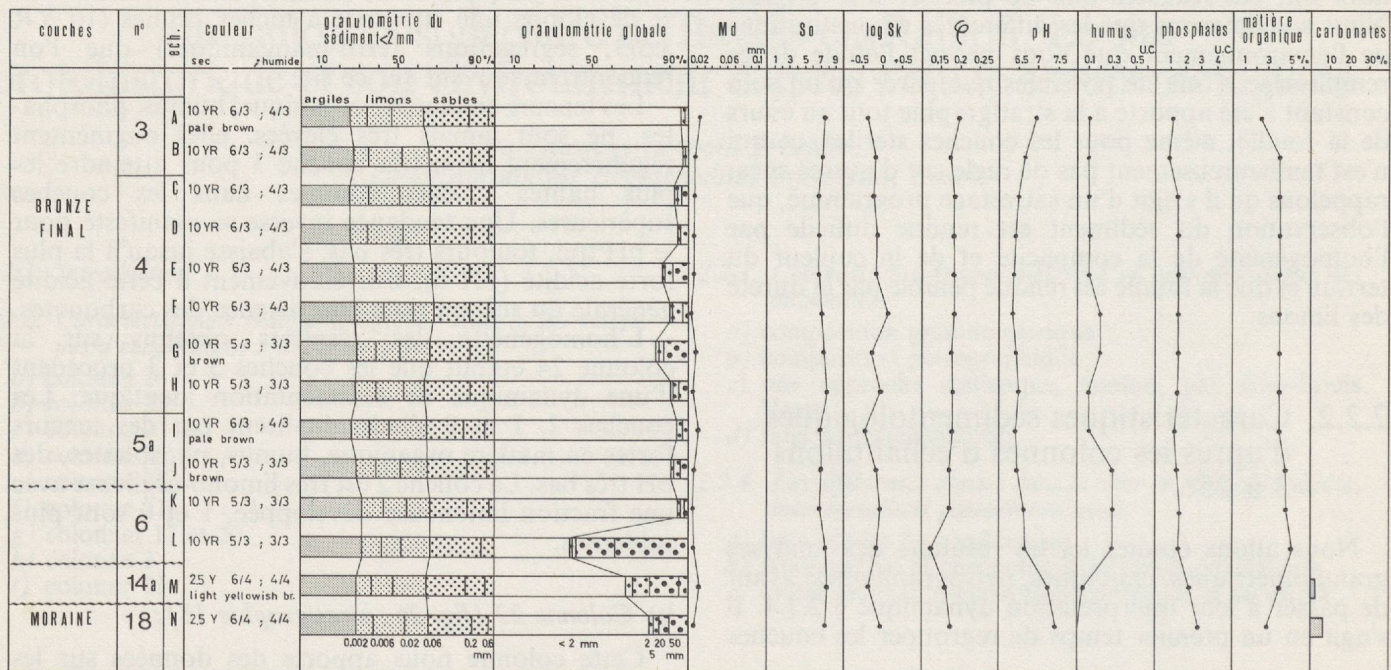 couches n° ech. couleur granulométrie du sédiment<2mm granulométrie globale Md So log Sk φ pH humus phosphates matière organique carbonates
sec ; humide 10 50 90% 10 50 90% 0,02 0,06 mm 0,1 1 3 5 7 9 -0,5 +0,5 0,15 0,2 0,25 5,5 7 7,5 0,1 0,3 U.C. 0,5 1 2 3 U.C. 4 1 3 5% 10 20 30%
argiles limons sables
3 A 10 YR 6/3 ; 4/3
pale brown
B 10 YR 6/3 ; 4/3
BRONZE FINAL
C 10 YR 6/3 ; 4/3
D 10 YR 6/3 ; 4/3
4 E 10 YR 6/3 ; 4/3
F 10 YR 6/3 ; 4/3
G 10 YR 5/3 ; 3/3
brown
H 10 YR 5/3 ; 3/3
5a I 10 YR 6/3 ; 4/3
pale brown
J 10 YR 5/3 ; 3/3
brown
6 K 10 YR 5/3 ; 3/3
L 10 YR 5/3 ; 3/3
14a M 2,5 Y 6/4 ; 4/4
light yellowish br.
MORAINE 18 N 2,5 Y 6/4 ; 4/4
0,002 0,006 0,02 0,06 0,2 0,6 mm < 2 mm 2 20 50
5 mm